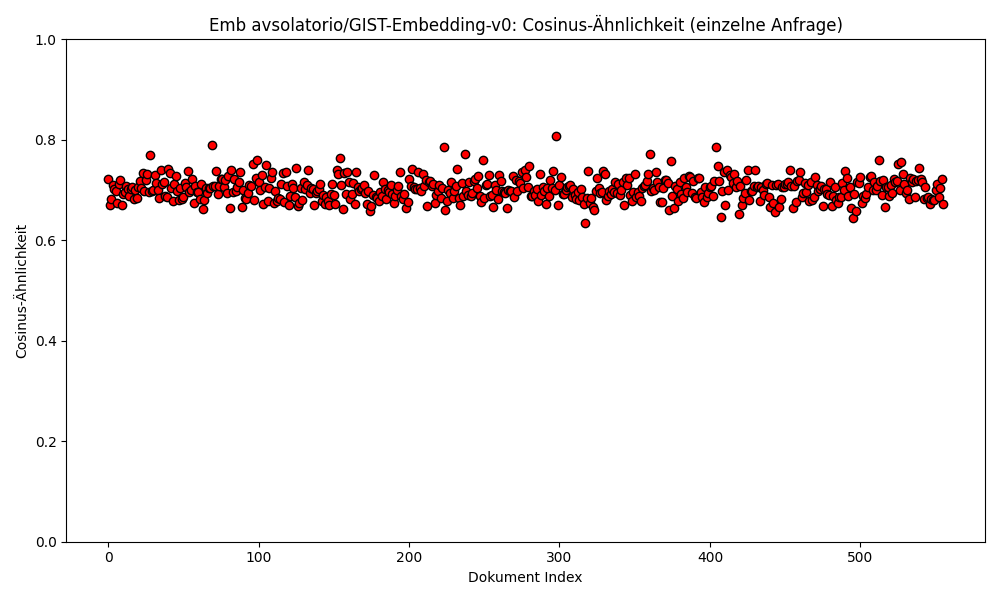 Emb avsolatorio/GIST-Embedding-v0: Cosinus-Ähnlichkeit (einzelne Anfrage)
1.0
0.8
0.6
0.4
0.2
0.0
Cosinus-Ähnlichkeit
0 100 200 300 400 500
Dokument Index